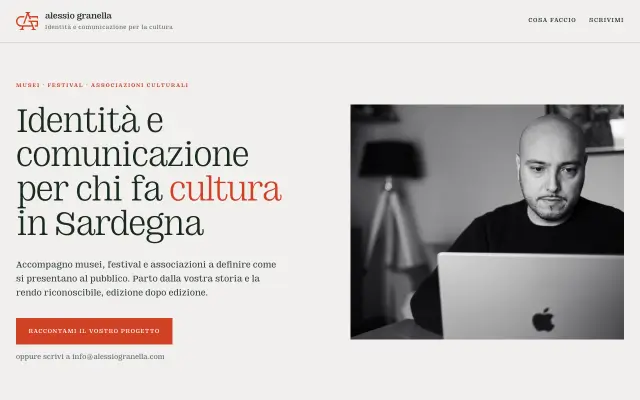 alessio granella
Identità e comunicazione per la cultura
COSA FACCIO
SCRIVIMI
MUSEI · FESTIVAL · ASSOCIAZIONI CULTURALI
Identità e
comunicazione
per chi fa cultura
in Sardegna
Accompagno musei, festival e associazioni a definire come
si presentano al pubblico. Parto dalla vostra storia e la
rendo riconoscibile, edizione dopo edizione.
RACCONTAMI IL VOSTRO PROGETTO
oppure scrivi a info@alessiogranella.com